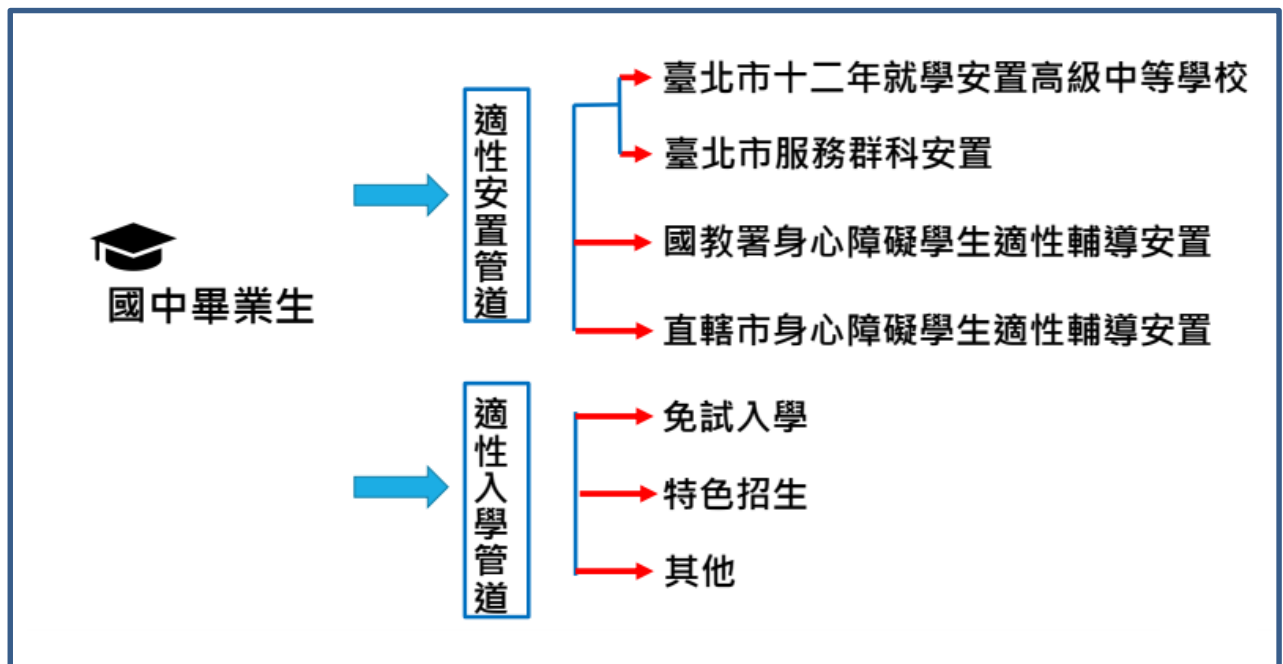 國中畢業生
適性安置管道
臺北市十二年就學安置高級中等學校
臺北市服務群科安置
國教署身心障礙學生適性輔導安置
直轄市身心障礙學生適性輔導安置
適性入學管道
免試入學
特色招生
其他